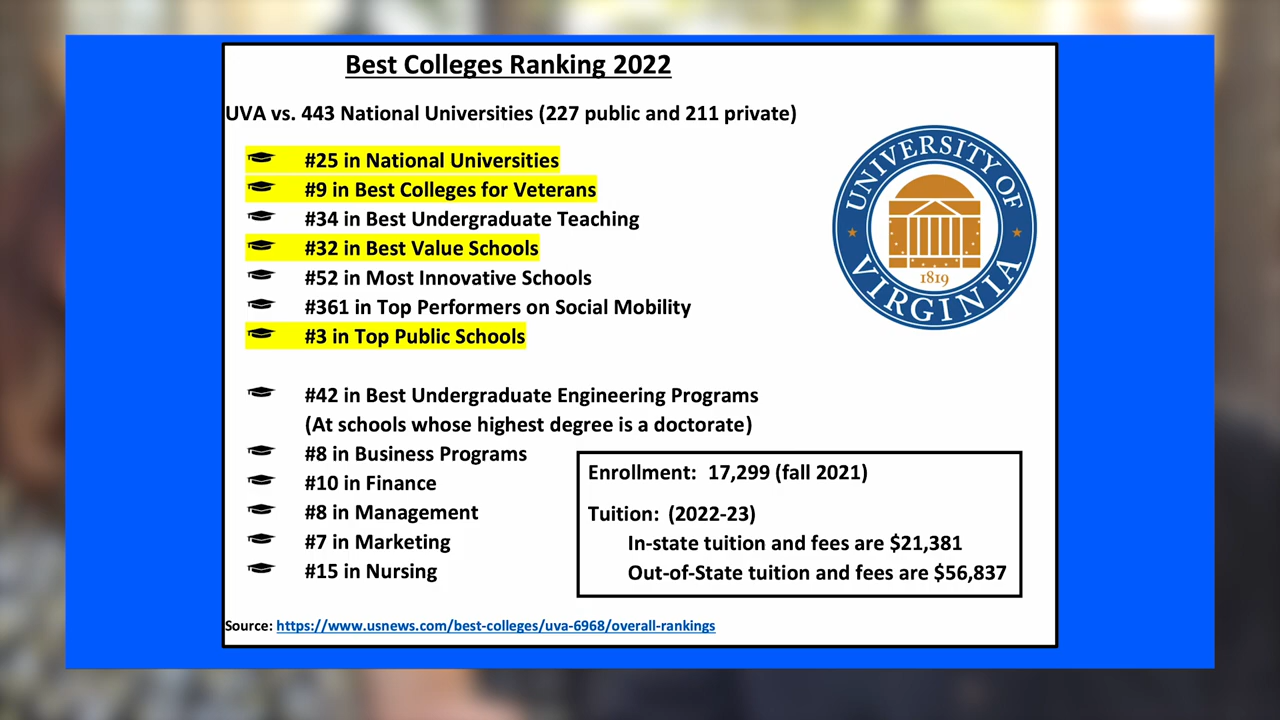 Best Colleges Ranking 2022
UVA vs. 443 National Universities (227 public and 211 private)
#25 in National Universities
#9 in Best Colleges for Veterans
#34 in Best Undergraduate Teaching
#32 in Best Value Schools
#52 in Most Innovative Schools
#361 in Top Performers on Social Mobility
#3 in Top Public Schools
UNIVERSITY OF
VIRGINIA
1819
#42 in Best Undergraduate Engineering Programs
(At schools whose highest degree is a doctorate)
#8 in Business Programs
#10 in Finance
#8 in Management
#7 in Marketing
#15 in Nursing
Enrollment: 17,299 (fall 2021)
Tuition: (2022-23)
In-state tuition and fees are $21,381
Out-of-State tuition and fees are $56,837
Source: https://www.usnews.com/best-colleges/uva-6968/overall-rankings